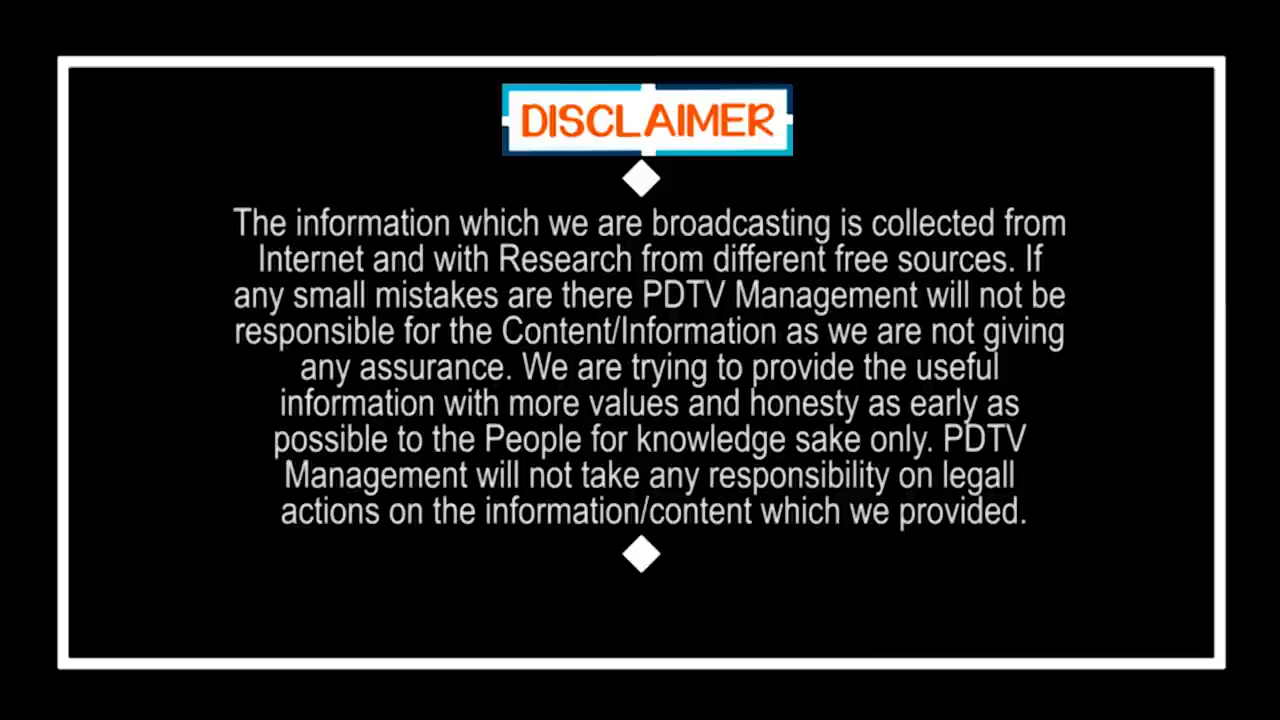 DISCLAIMER
The information which we are broadcasting is collected from
Internet and with Research from different free sources. If
any small mistakes are there PDTV Management will not be
responsible for the Content/Information as we are not giving
any assurance. We are trying to provide the useful
information with more values and honesty as early as
possible to the People for knowledge sake only. PDTV
Management will not take any responsibility on legall
actions on the information/content which we provided.